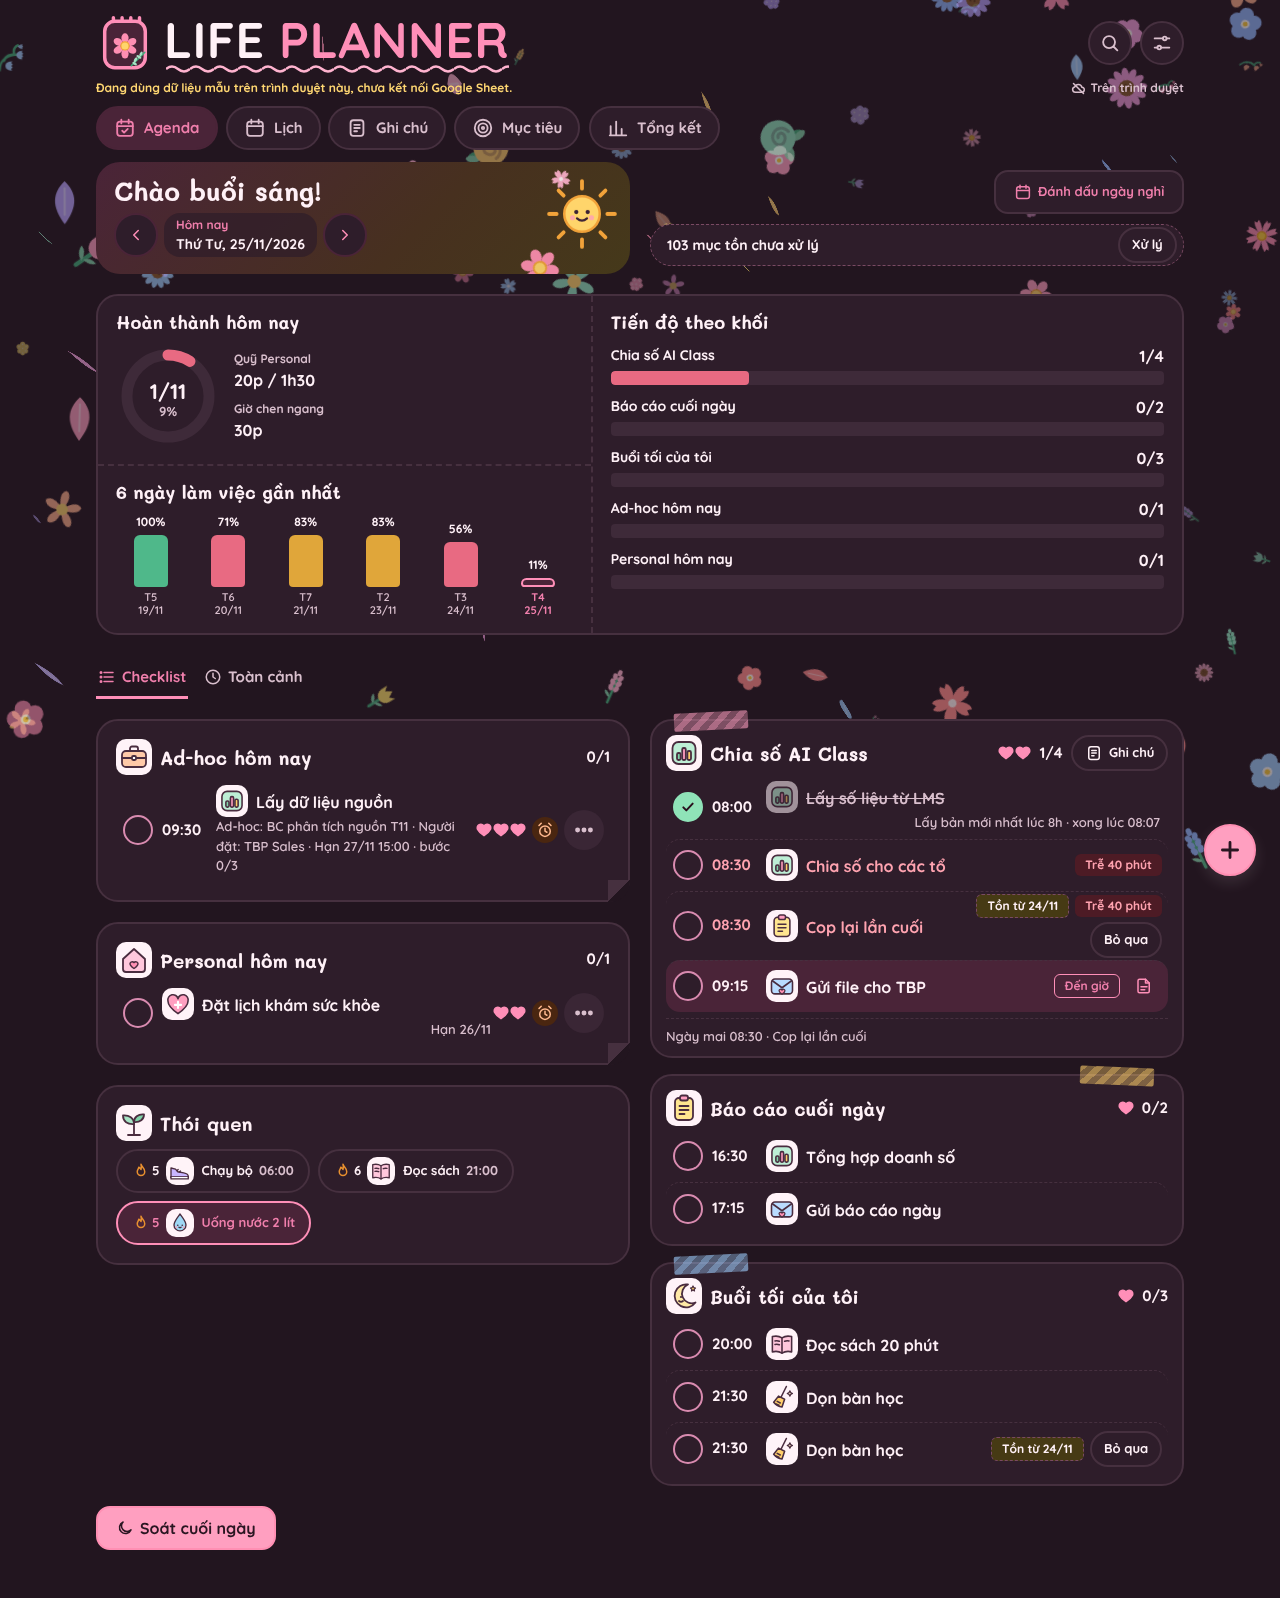 LIFE PLANNER
Đang dùng dữ liệu mẫu trên trình duyệt này, chưa kết nối Google Sheet.
Trên trình duyệt
Agenda
Lịch
Ghi chú
Mục tiêu
Tổng kết
Chào buổi sáng!
Hôm nay
Thứ Tư, 25/11/2026
Đánh dấu ngày nghỉ
103 mục tồn chưa xử lý
Xử lý
Hoàn thành hôm nay
1/11
9%
Quỹ Personal
20p / 1h30
Giờ chen ngang
30p
6 ngày làm việc gần nhất
100% 71% 83% 83% 56% 11%
T5 T6 T7 T2 T3 T4
19/11 20/11 21/11 23/11 24/11 25/11
Tiến độ theo khối
Chia số AI Class 1/4
Báo cáo cuối ngày 0/2
Buổi tối của tôi 0/3
Ad-hoc hôm nay 0/1
Personal hôm nay 0/1
Checklist
Toàn cảnh
Ad-hoc hôm nay 0/1
09:30
Lấy dữ liệu nguồn
Ad-hoc: BC phân tích nguồn T11 · Người
đặt: TBP Sales · Hạn 27/11 15:00 · bước
0/3
Personal hôm nay 0/1
Đặt lịch khám sức khỏe
Hạn 26/11
Thói quen
5 Chạy bộ 06:00
6 Đọc sách 21:00
5 Uống nước 2 lít
Chia số AI Class 1/4 Ghi chú
08:00 Lấy số liệu từ LMS
Lấy bản mới nhất lúc 8h · xong lúc 08:07
08:30 Chia số cho các tổ Trễ 40 phút
08:30 Cop lại lần cuối Tồn từ 24/11 Trễ 40 phút
Bỏ qua
09:15 Gửi file cho TBP Đến giờ
Ngày mai 08:30 · Cop lại lần cuối
Báo cáo cuối ngày 0/2
16:30 Tổng hợp doanh số
17:15 Gửi báo cáo ngày
Buổi tối của tôi 0/3
20:00 Đọc sách 20 phút
21:30 Dọn bàn học
21:30 Dọn bàn học Tồn từ 24/11 Bỏ qua
Soát cuối ngày